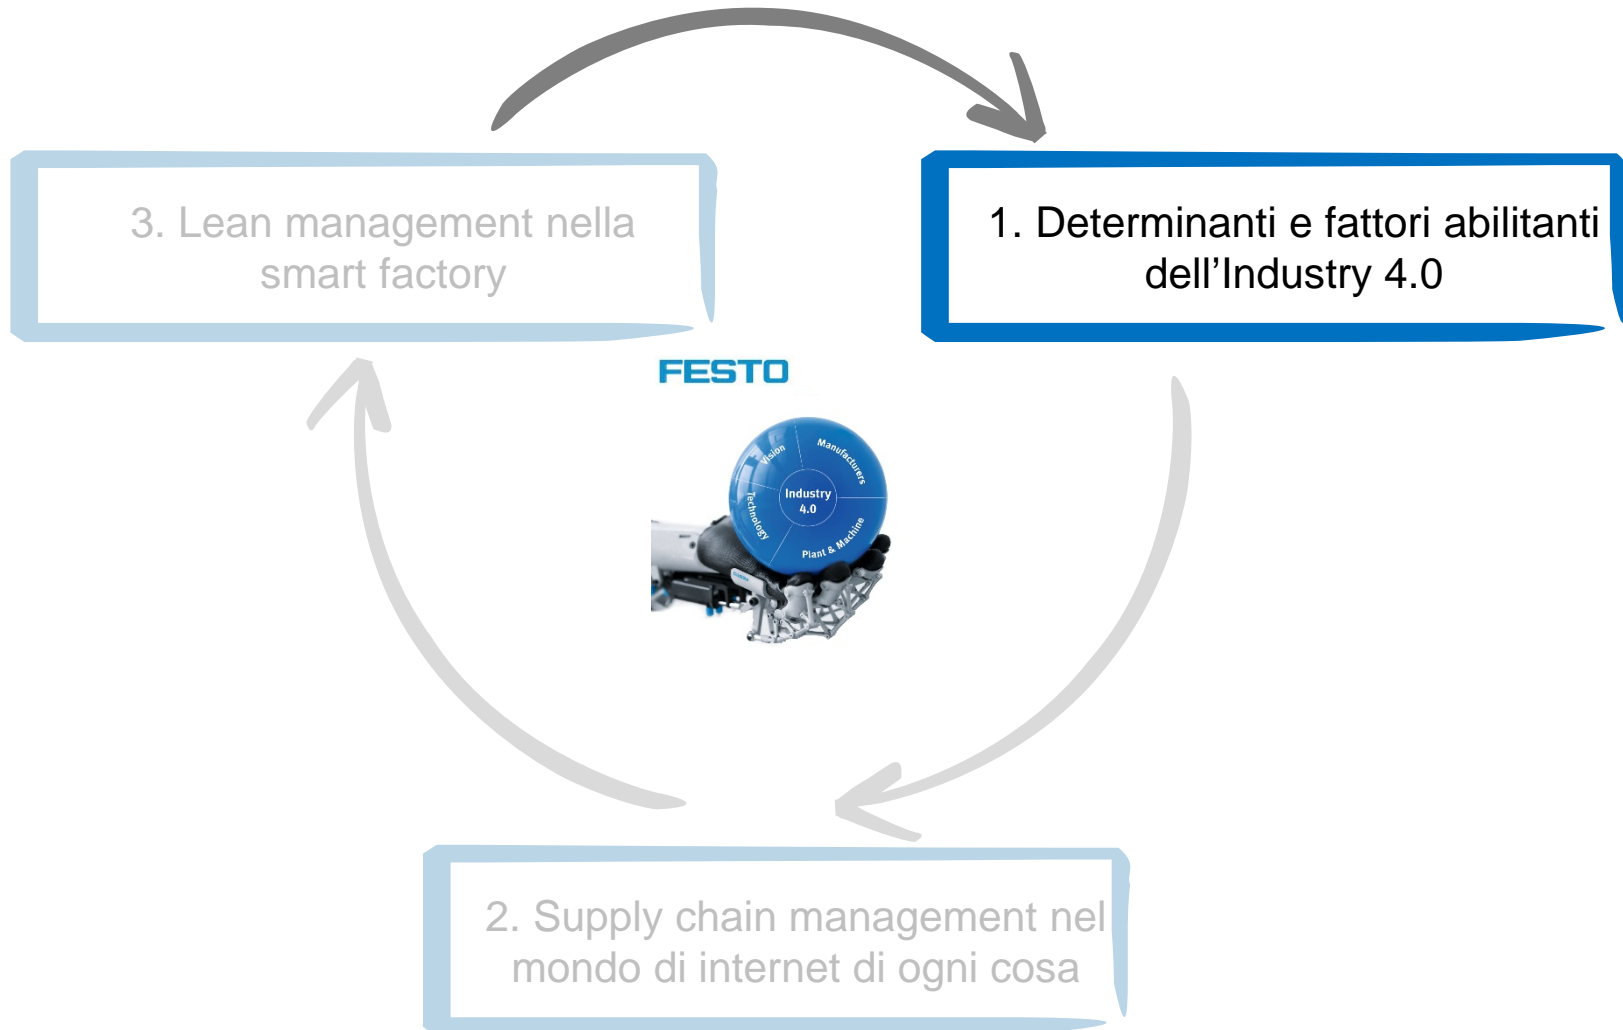 3. Lean management nella
smart factory
1. Determinanti e fattori abilitanti
dell’Industry 4.0
FESTO
Vision
Manufacturers
Industry
4.0
Technology
Plant & Machine
2. Supply chain management nel
mondo di internet di ogni cosa